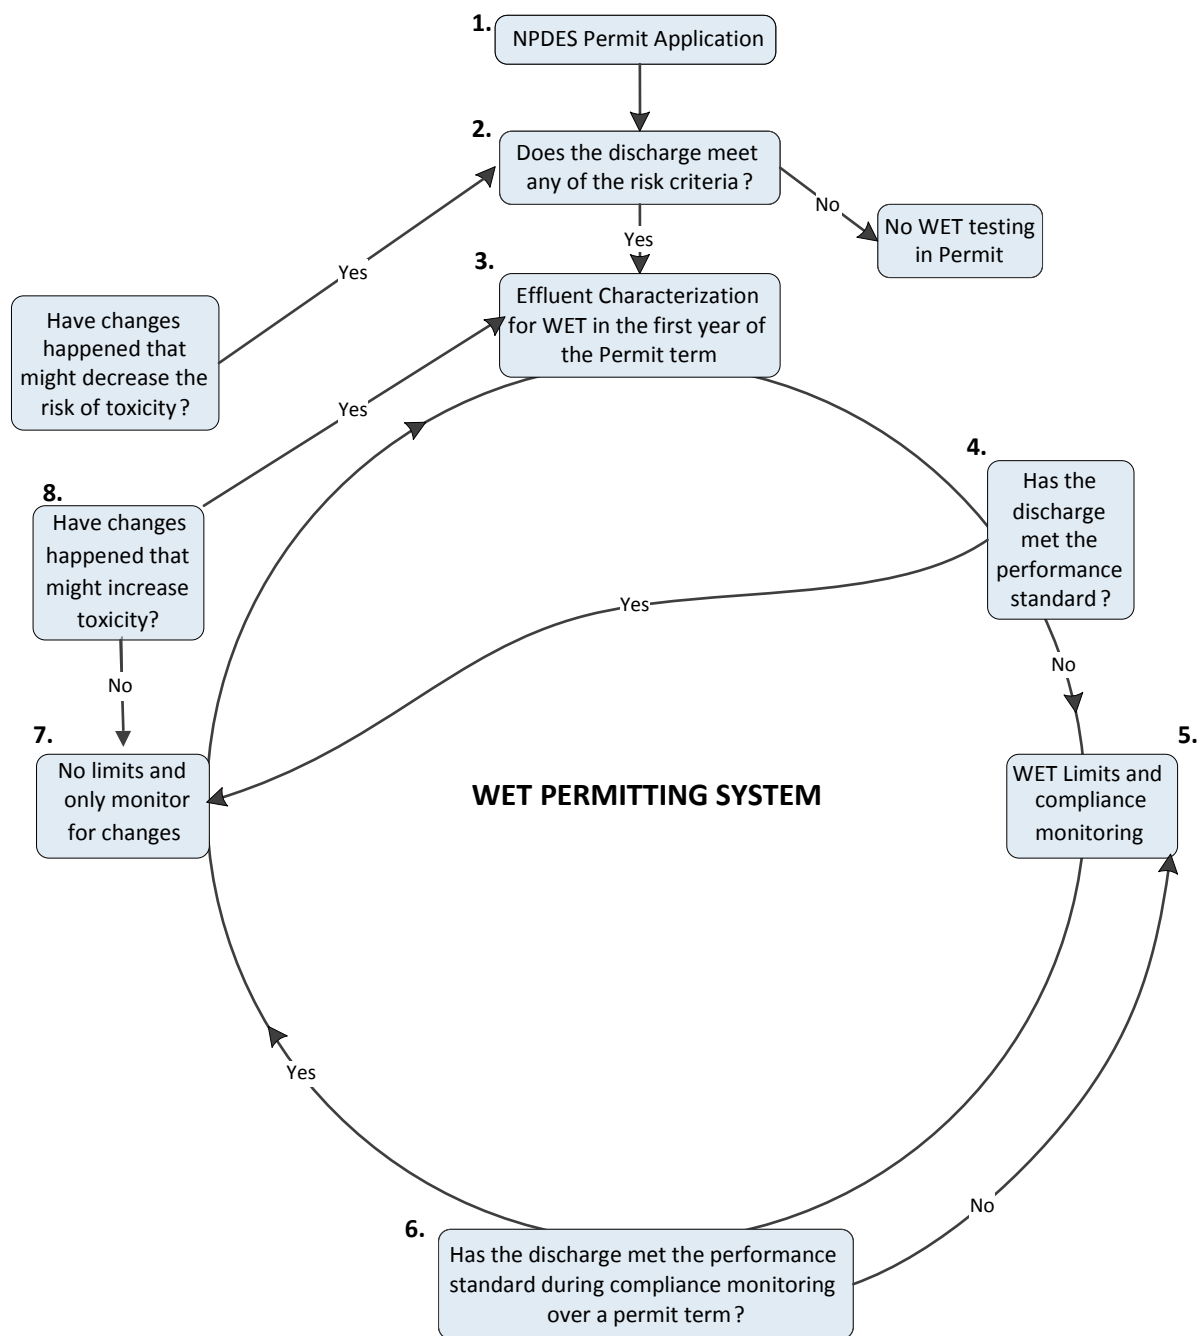 1.
NPDES Permit Application
2.
Does the discharge meet
any of the risk criteria?
No
No WET testing
in Permit
Yes
3.
Effluent Characterization
for WET in the first year of
the Permit term
Yes
Have changes
happened that
might decrease the
risk of toxicity?
Yes
4.
Has the
discharge
met the
performance
standard?
8.
Have changes
happened that
might increase
toxicity?
Yes
No
No
7.
No limits and
only monitor
for changes
WET PERMITTING SYSTEM
5.
WET Limits and
compliance
monitoring
Yes
No
6.
Has the discharge met the performance
standard during compliance monitoring
over a permit term?